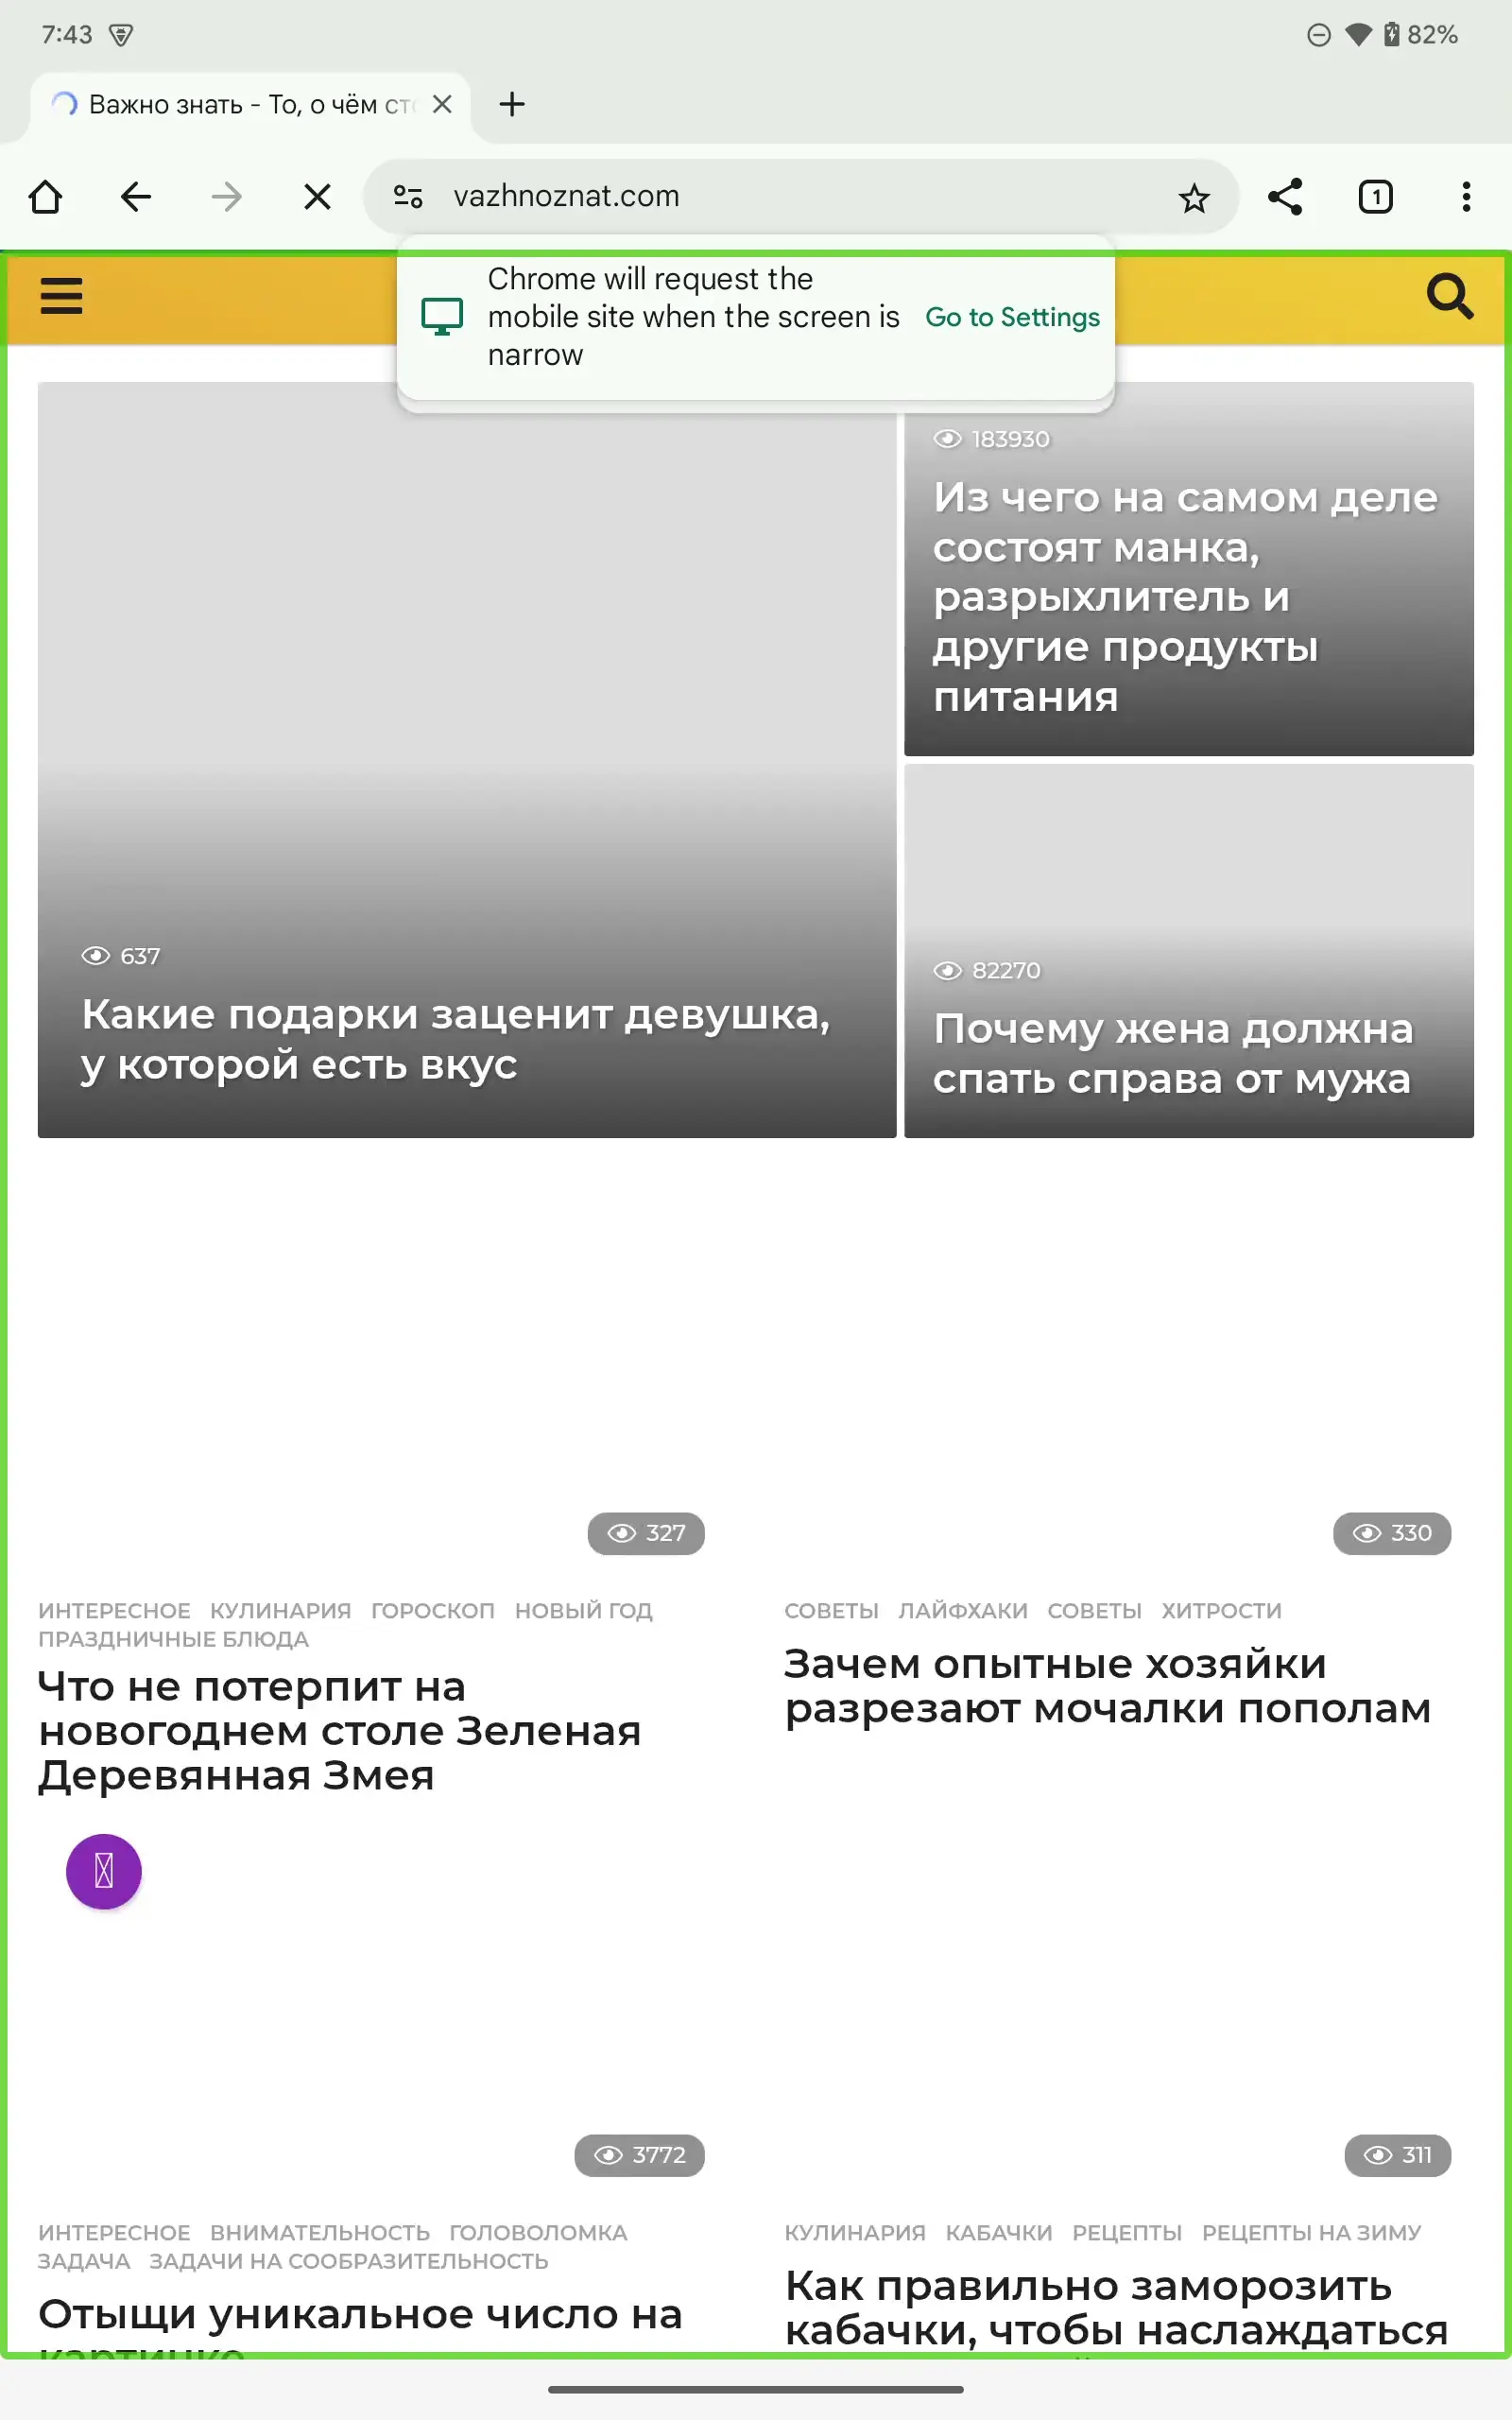 7:43
82%
Важно знать - То, о чём
vazhnoznat.com
1
Chrome will request the
mobile site when the screen is
narrow
Go to Settings
183930
Из чего на самом деле
состоят манка,
разрыхлитель и
другие продукты
питания
637
Какие подарки заценит девушка,
у которой есть вкус
82270
Почему жена должна
спать справа от мужа
327
ИНТЕРЕСНОЕ КУЛИНАРИЯ ГОРОСКОП НОВЫЙ ГОД
ПРАЗДНИЧНЫЕ БЛЮДА
Что не потерпит на
новогоднем столе Зеленая
Деревянная Змея
330
СОВЕТЫ ЛАЙФХАКИ СОВЕТЫ ХИТРОСТИ
Зачем опытные хозяйки
разрезают мочалки пополам
3772
ИНТЕРЕСНОЕ ВНИМАТЕЛЬНОСТЬ ГОЛОВОЛОМКА
ЗАДАЧА ЗАДАЧИ НА СООБРАЗИТЕЛЬНОСТЬ
Отыщи уникальное число на
картинке
311
КУЛИНАРИЯ КАБАЧКИ РЕЦЕПТЫ РЕЦЕПТЫ НА ЗИМУ
Как правильно заморозить
кабачки, чтобы наслаждаться